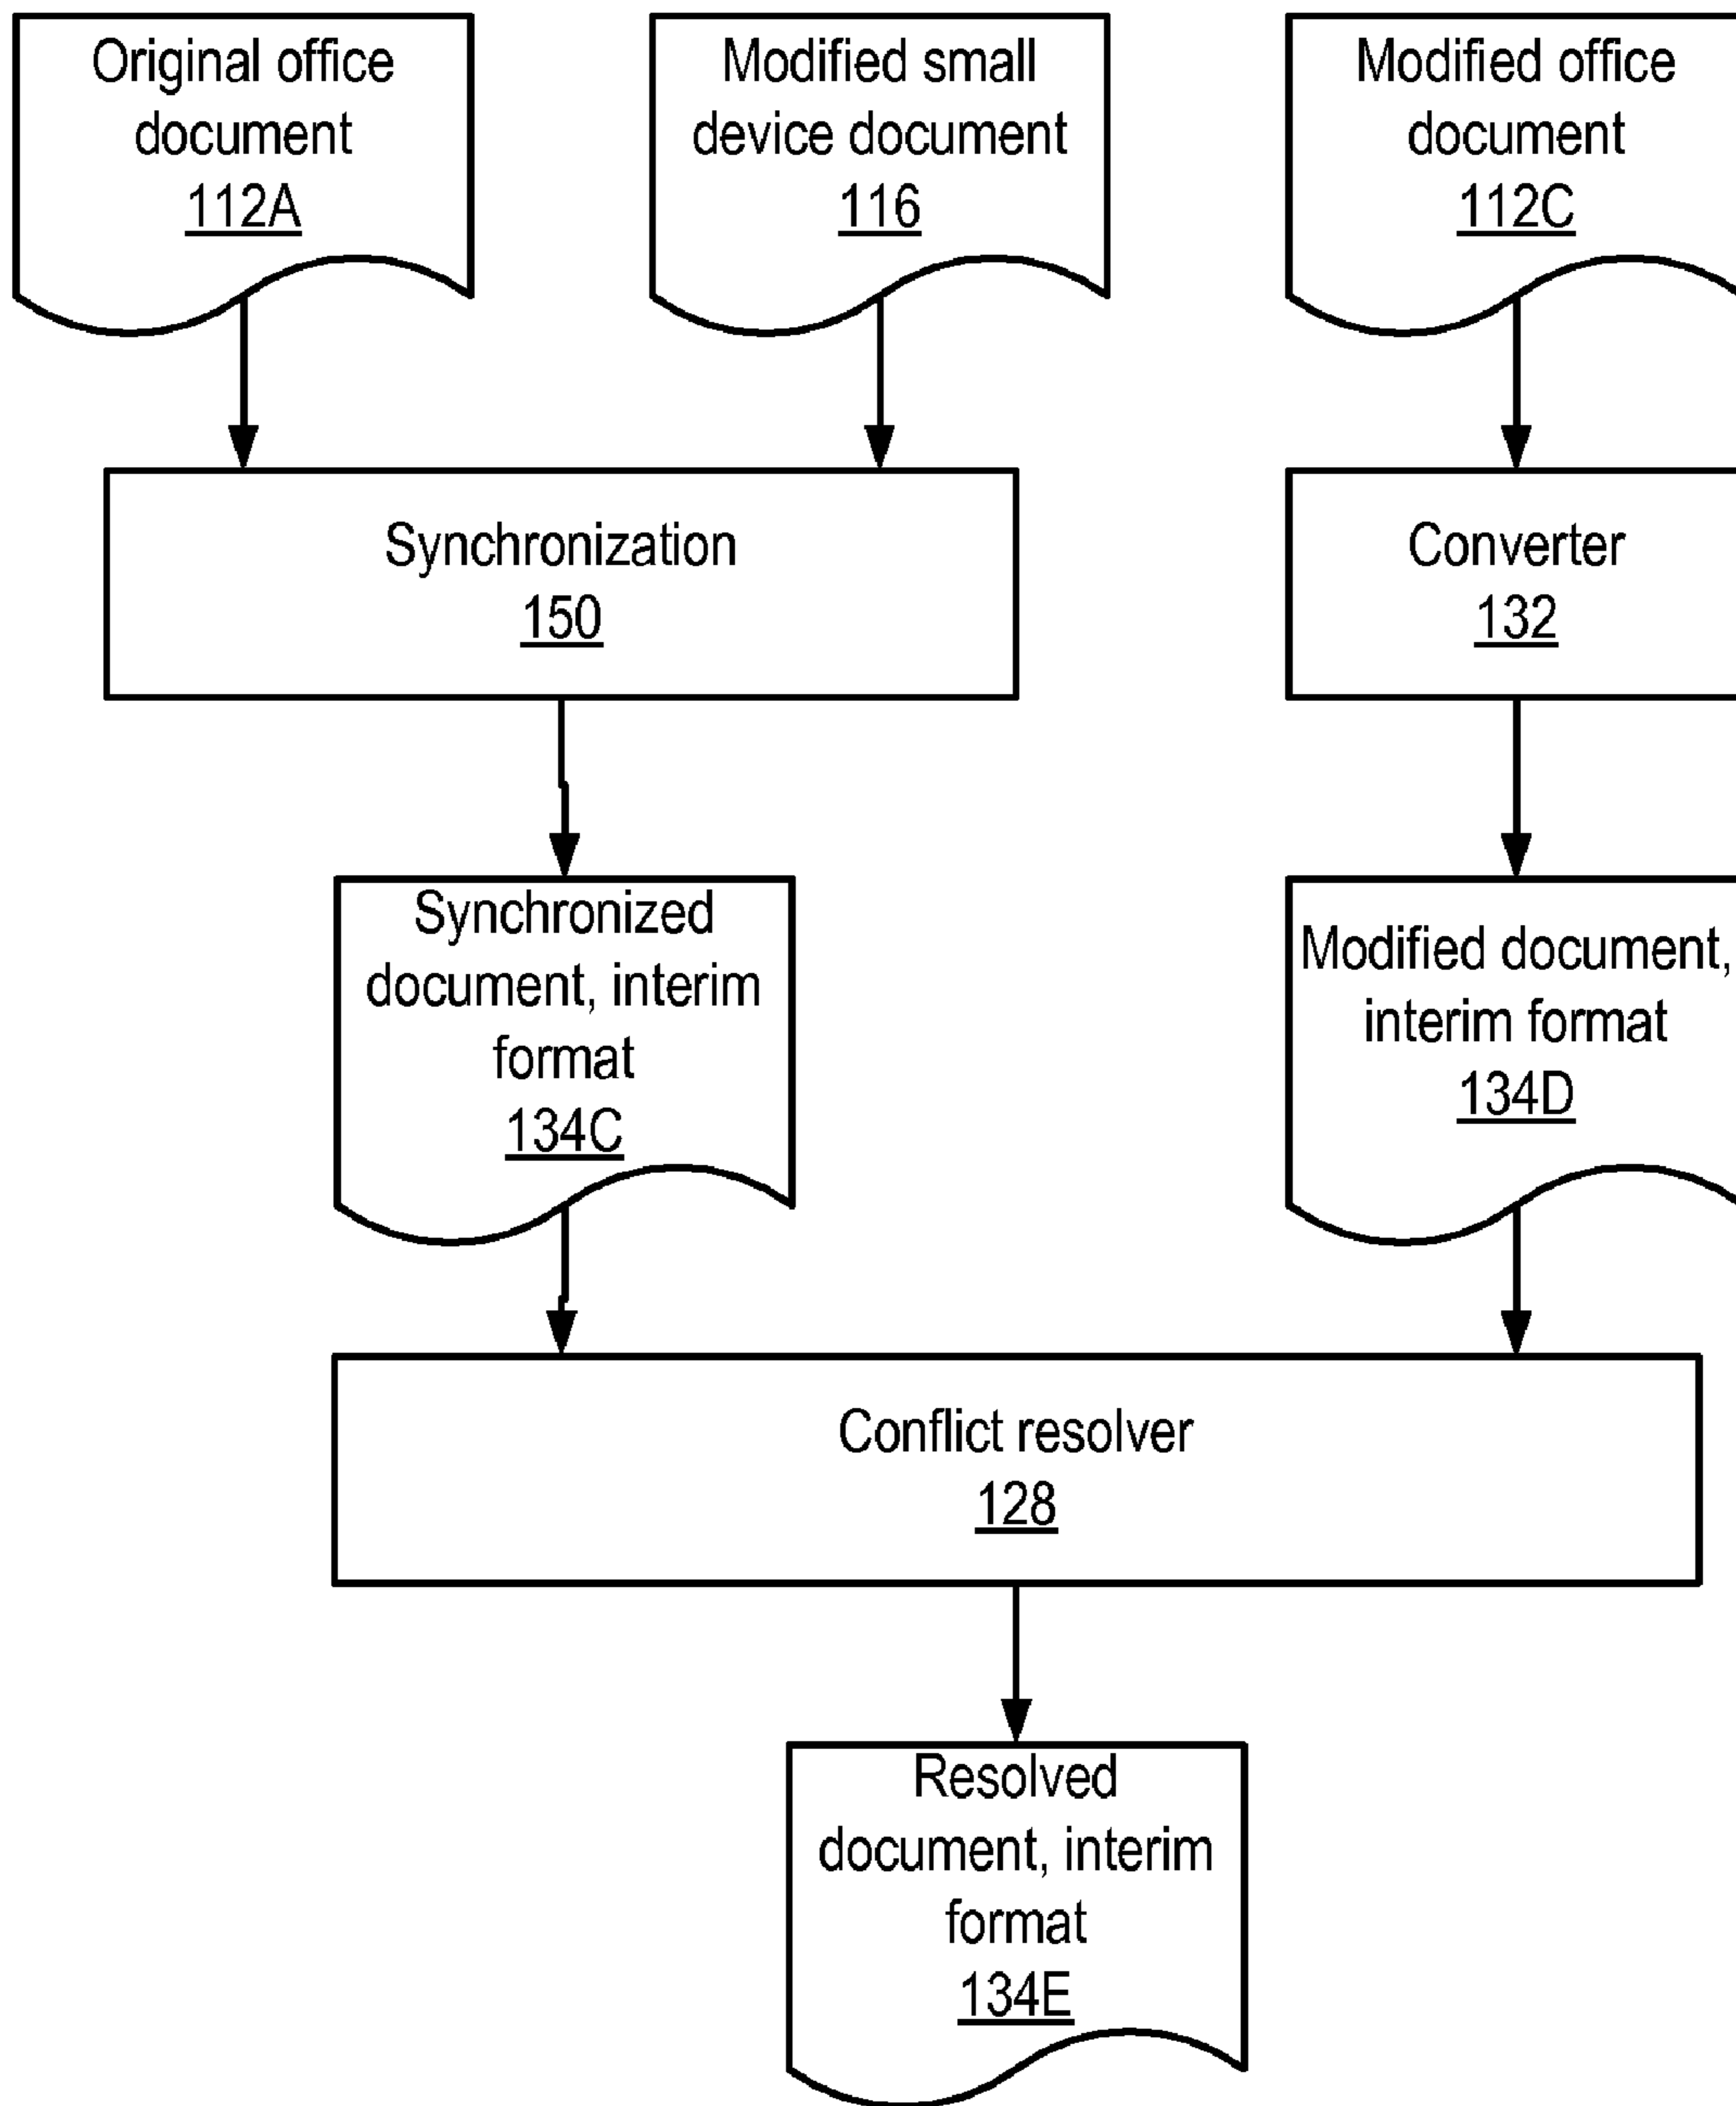 Original office
document
112A
Modified small
device document
116
Modified office
document
112C
Synchronization
150
Converter
132
Synchronized
document, interim
format
134C
Modified document,
interim format
134D
Conflict resolver
128
Resolved
document, interim
format
134E